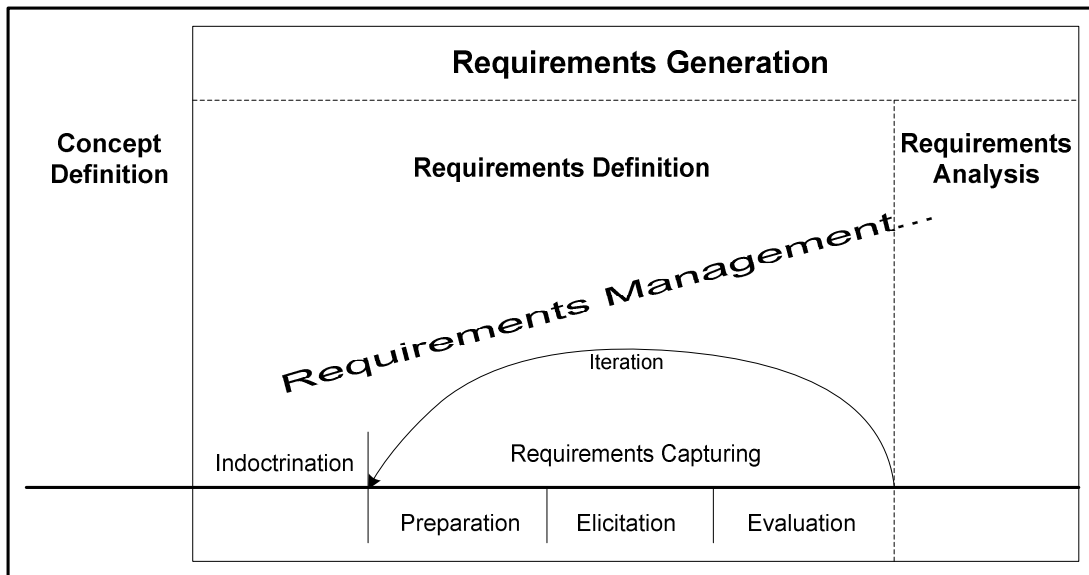 Requirements Generation
Concept
Definition
Requirements Definition
Requirements
Analysis
Requirements Management...
Iteration
Indoctrination
Requirements Capturing
Preparation
Elicitation
Evaluation